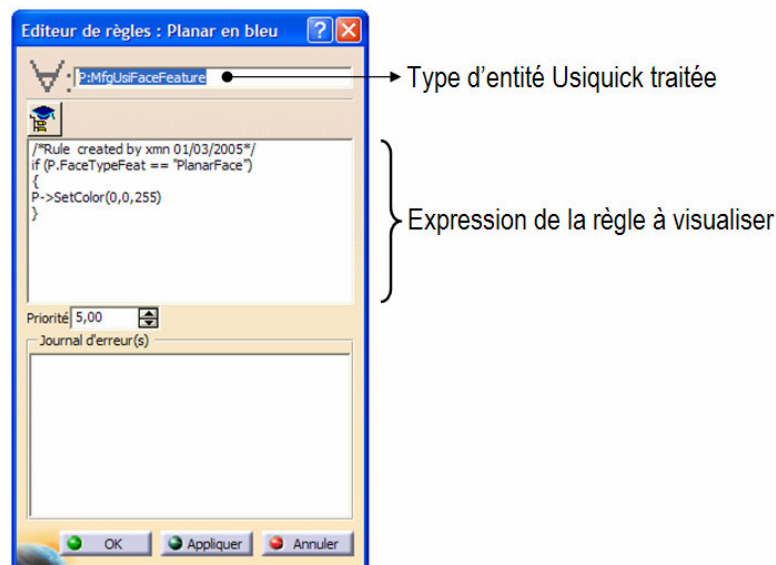 Editeur de règles : Planar en bleu
P:MfgUsiFaceFeature
Type d'entité Usiquick traitée
/*Rule created by xmn 01/03/2005*/
if (P.FaceTypeFeat == "PlanarFace")
{
P->SetColor(0,0,255)
}
Expression de la règle à visualiser
Priorité 5,00
Journal d'erreur(s)
OK Appliquer Annuler